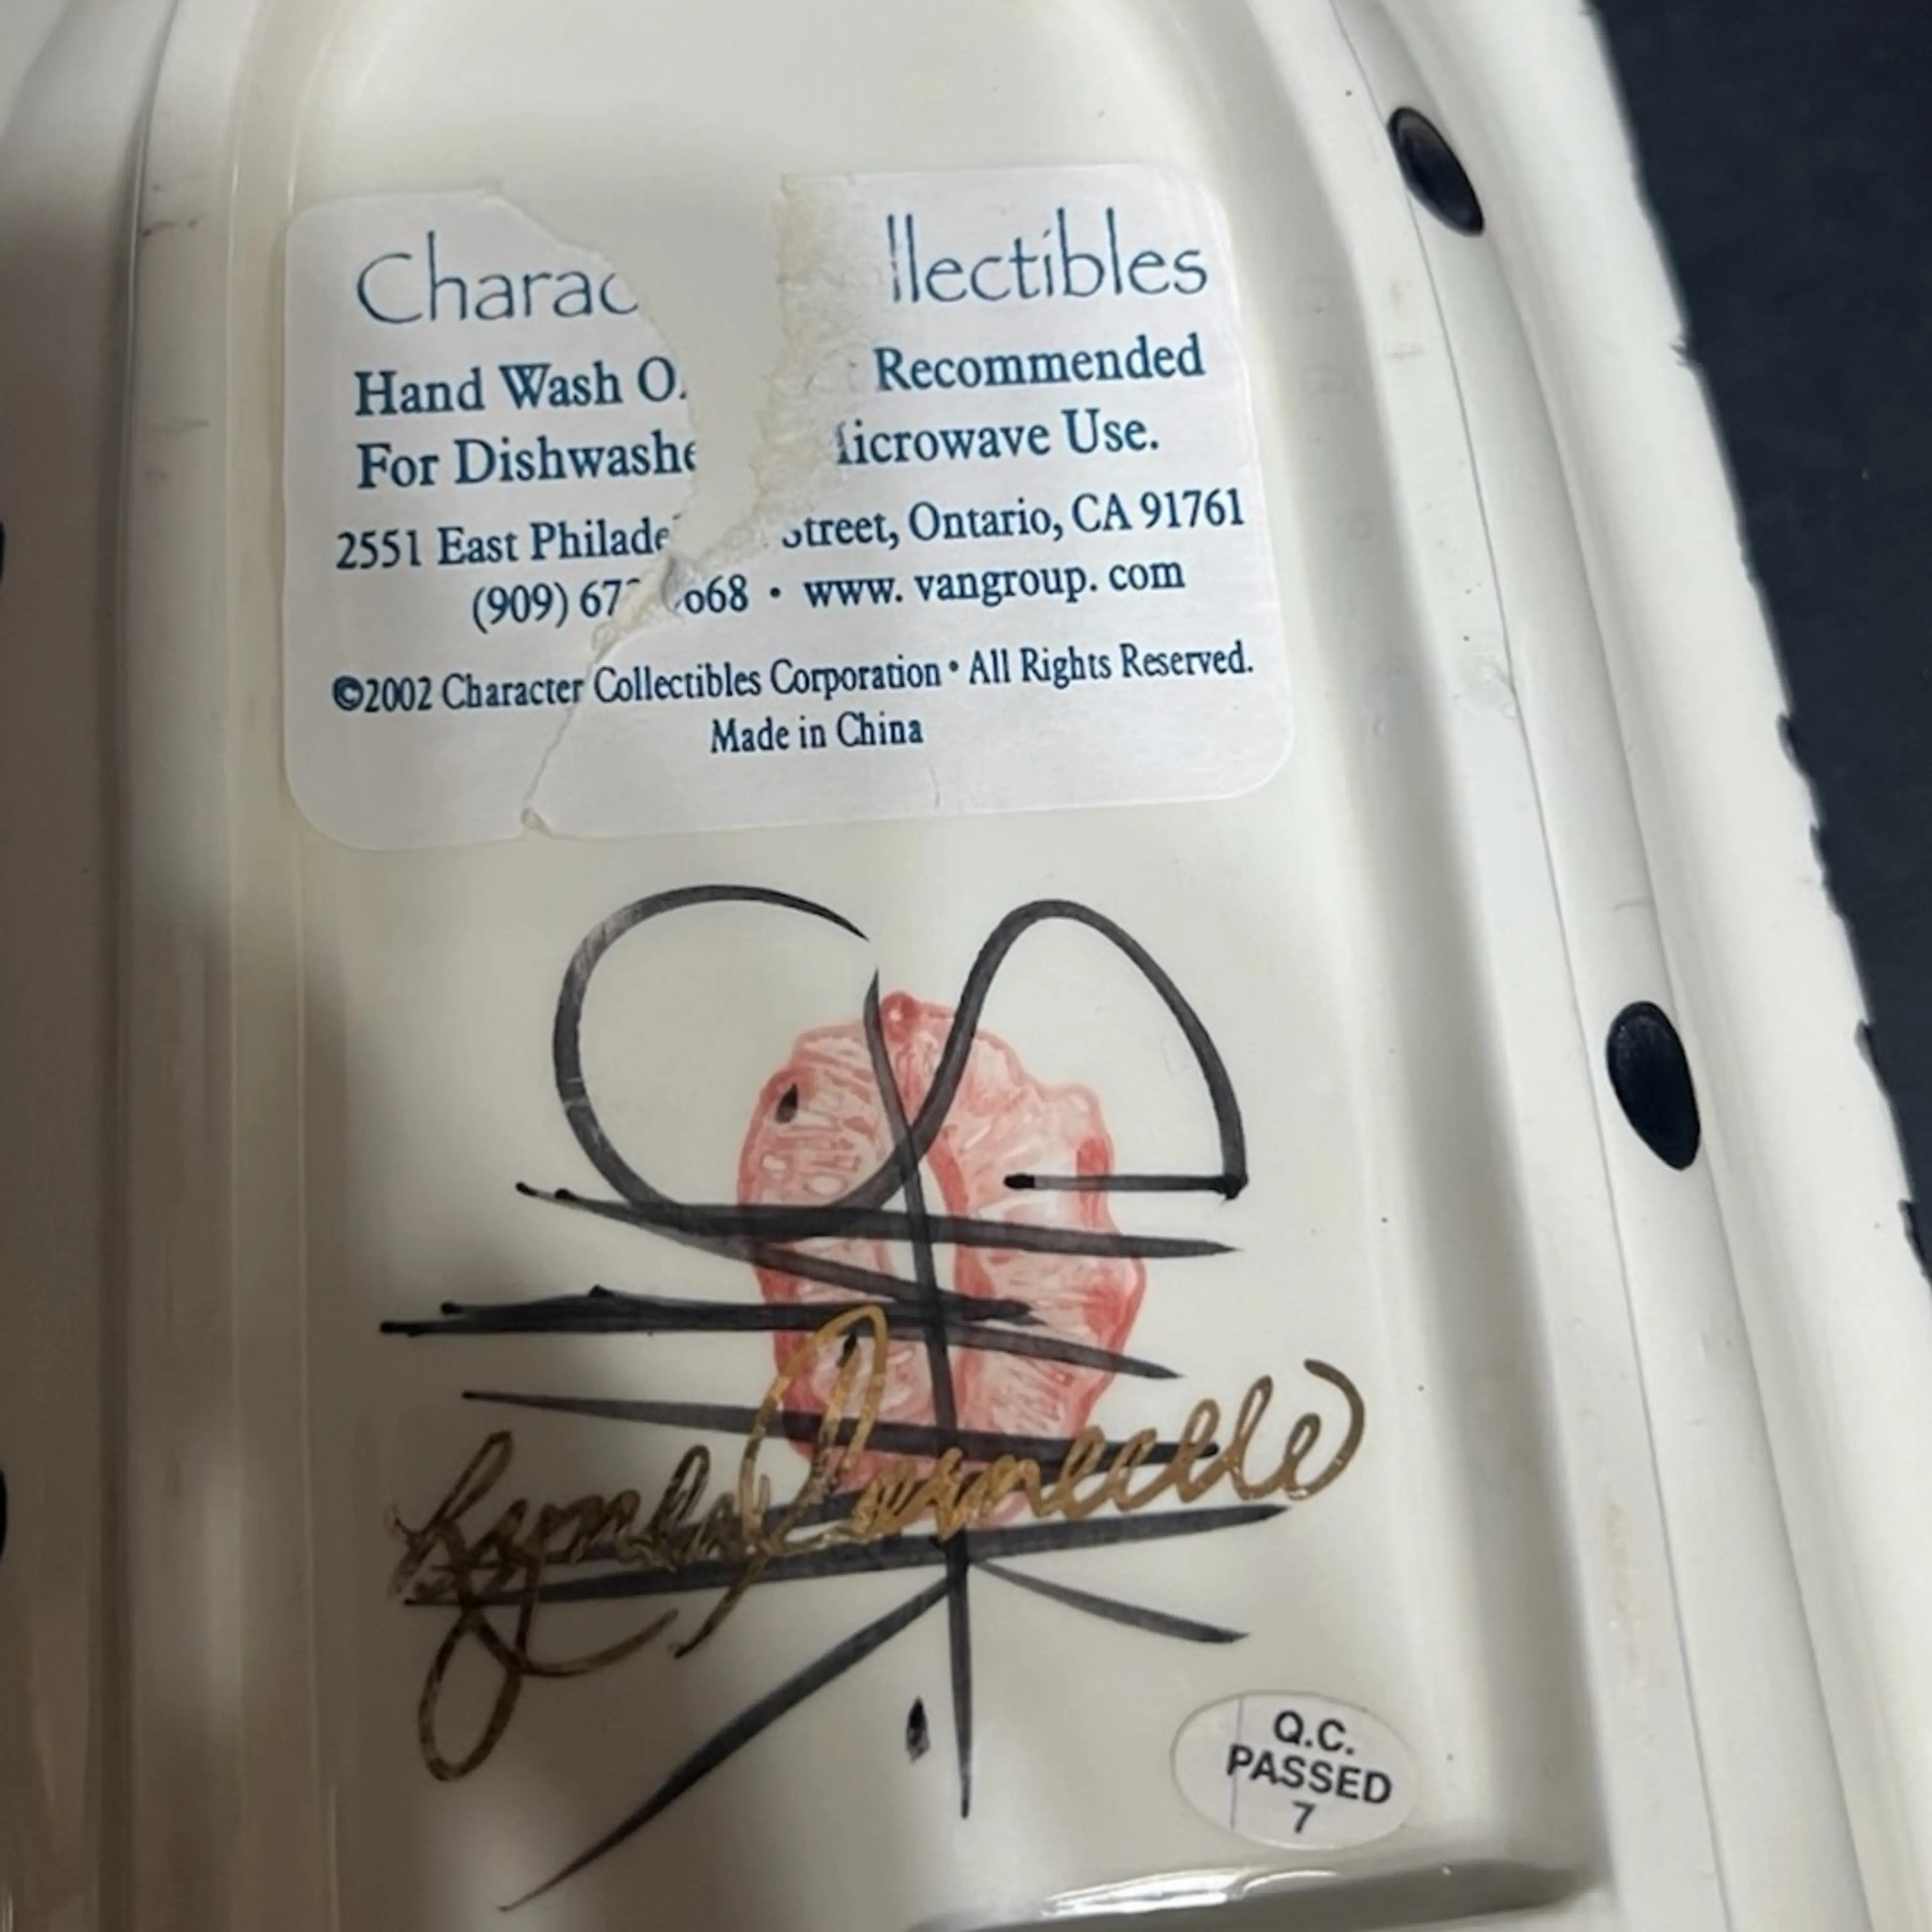 Charac llectibles
Hand Wash O Recommended
For Dishwashe icrowave Use.
2551 East Philade Street, Ontario, CA 91761
(909) 67 668 • www. vangroup. com
©2002 Character Collectibles Corporation • All Rights Reserved.
Made in China
Q.C.
PASSED
7